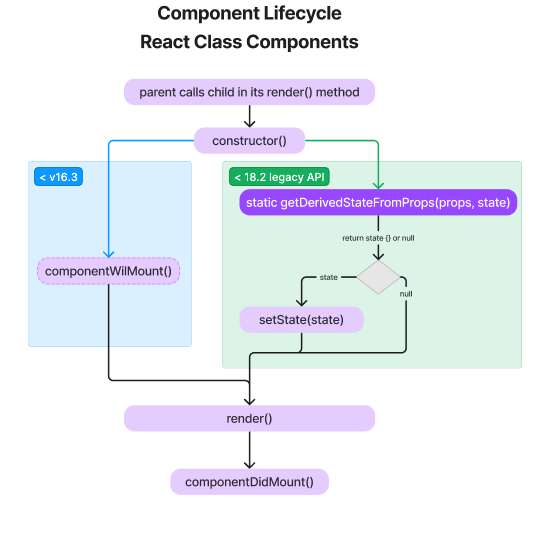 Component Lifecycle
React Class Components
parent calls child in its render() method
constructor()
< v16.3
< 18.2 legacy API
static getDerivedStateFromProps(props, state)
return state {} or null
componentWilMount()
state
null
setState(state)
render()
componentDidMount()